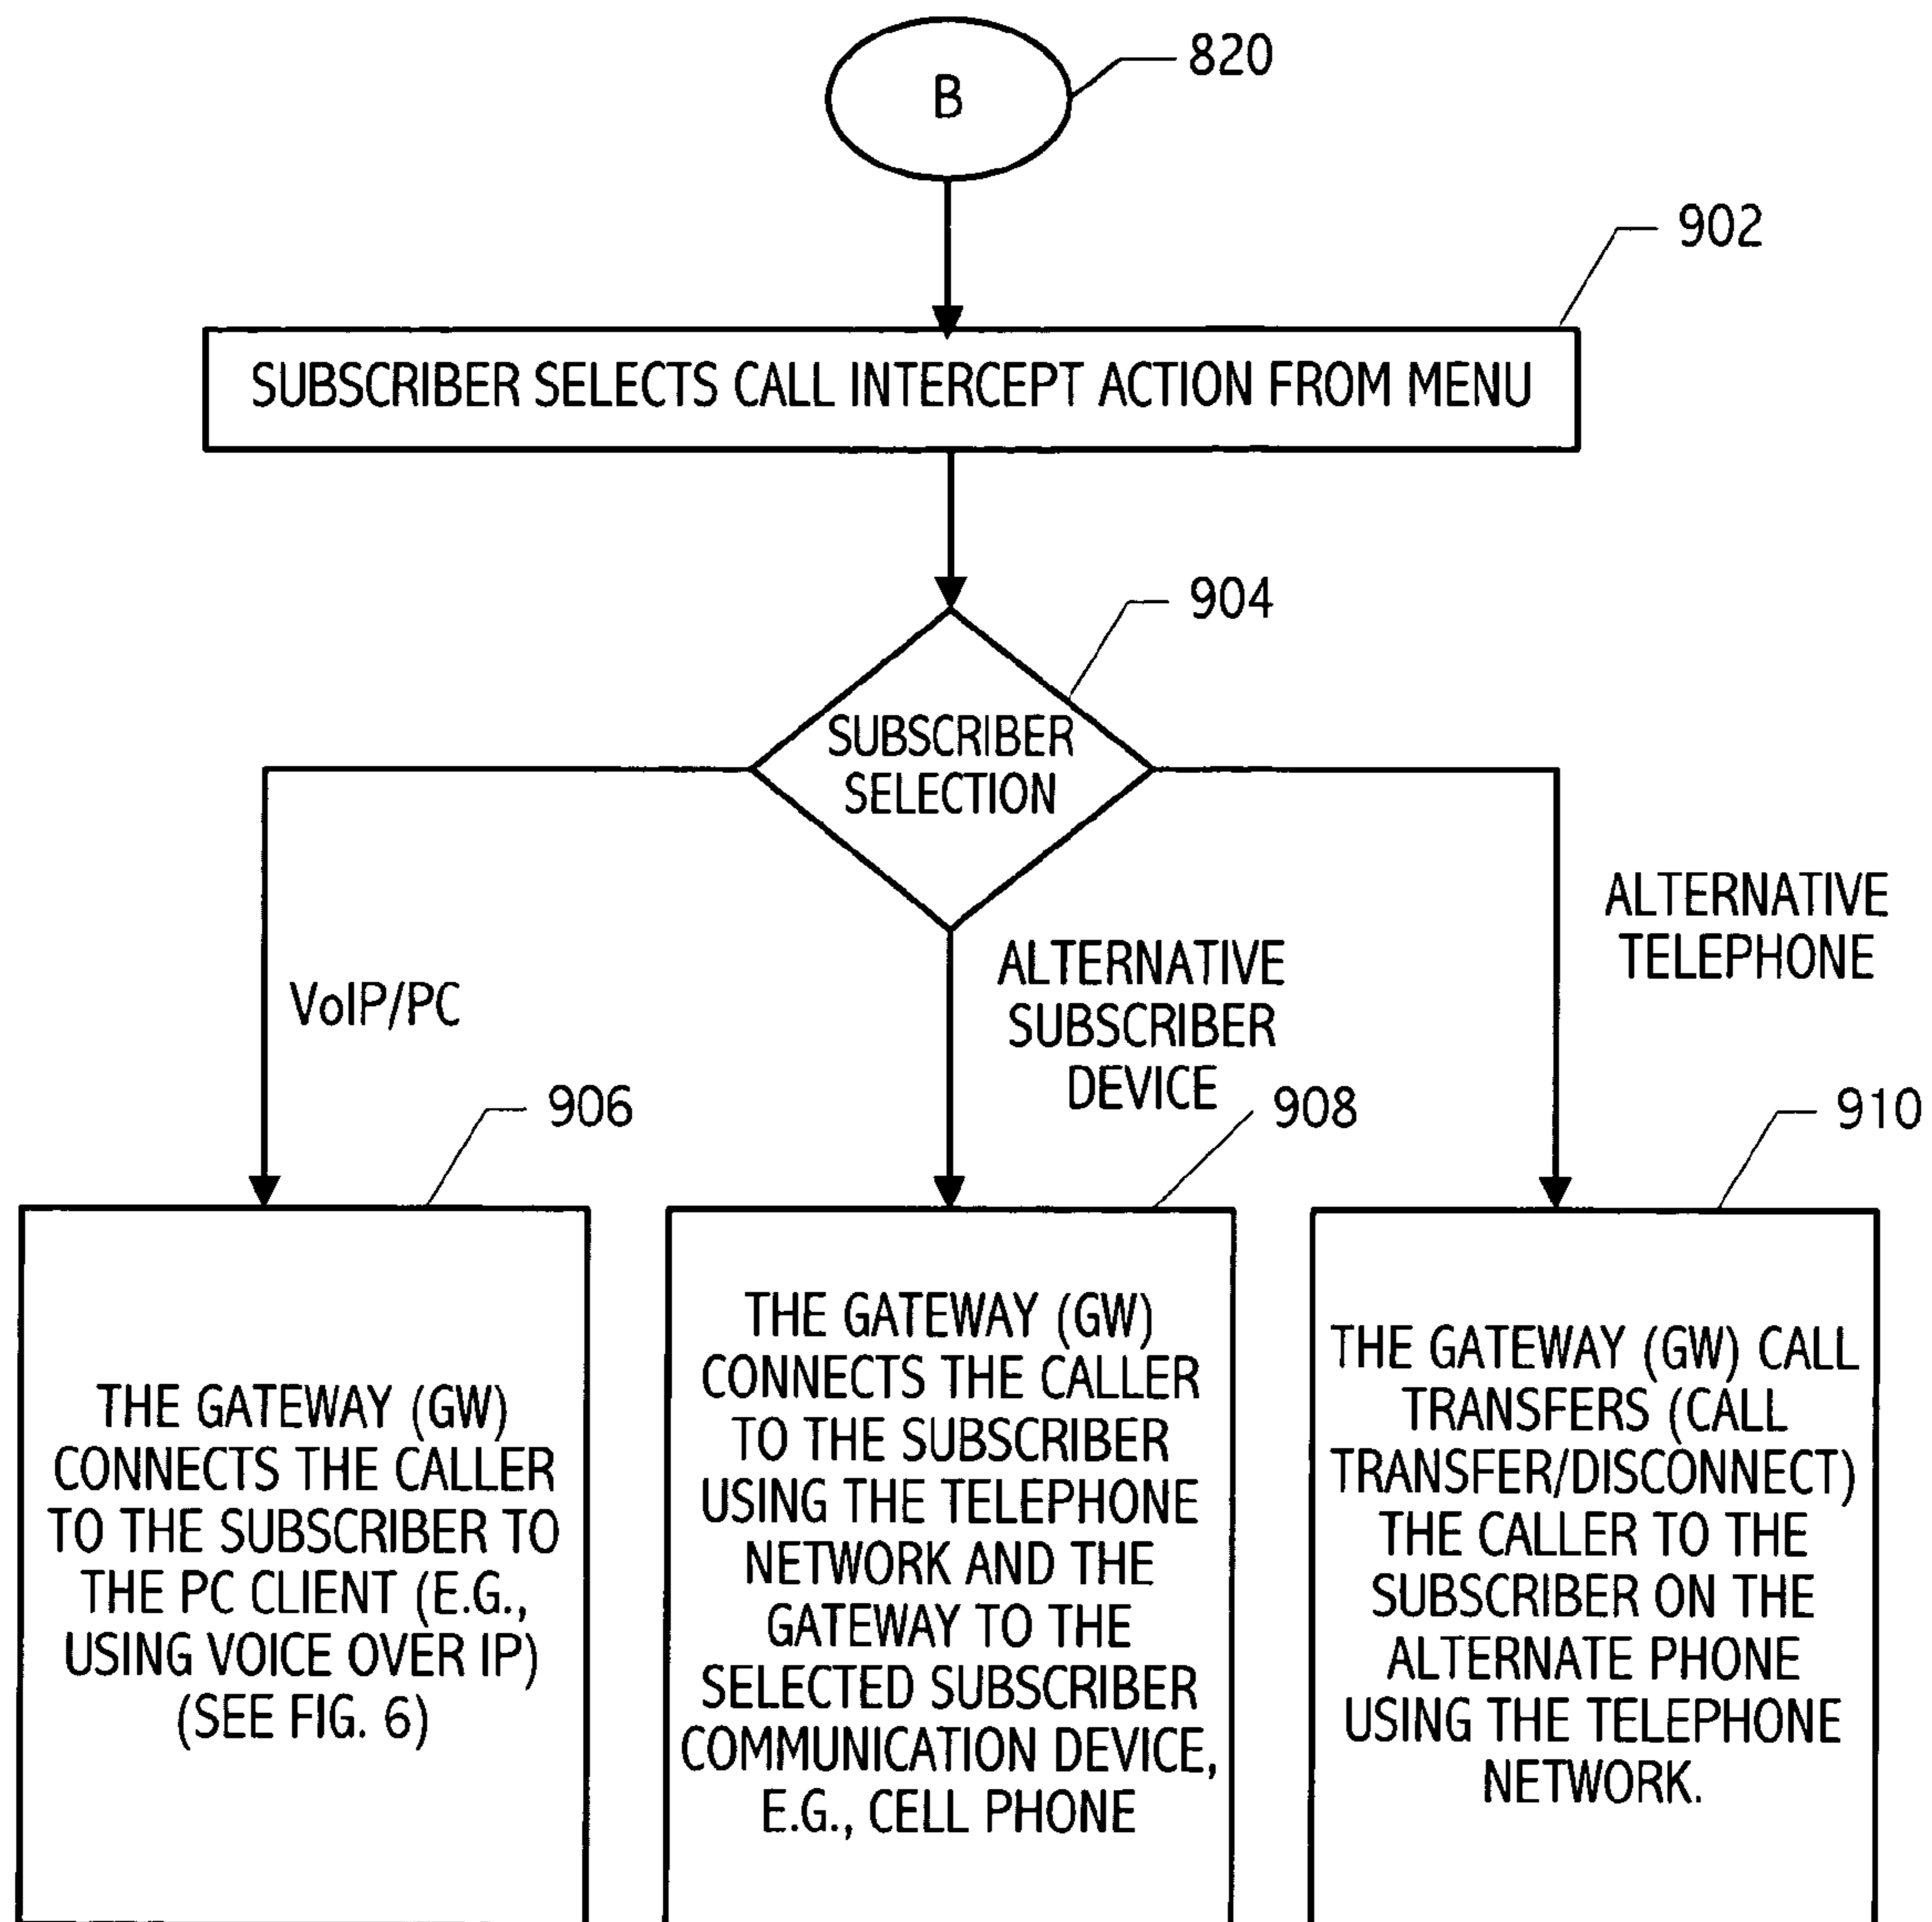 B
820
902
SUBSCRIBER SELECTS CALL INTERCEPT ACTION FROM MENU
904
SUBSCRIBER
SELECTION
VoIP/PC
ALTERNATIVE
SUBSCRIBER
DEVICE
ALTERNATIVE
TELEPHONE
906
THE GATEWAY (GW)
CONNECTS THE CALLER
TO THE SUBSCRIBER TO
THE PC CLIENT (E.G.,
USING VOICE OVER IP)
(SEE FIG. 6)
908
THE GATEWAY (GW)
CONNECTS THE CALLER
TO THE SUBSCRIBER
USING THE TELEPHONE
NETWORK AND THE
GATEWAY TO THE
SELECTED SUBSCRIBER
COMMUNICATION DEVICE,
E.G., CELL PHONE
910
THE GATEWAY (GW) CALL
TRANSFERS (CALL
TRANSFER/DISCONNECT)
THE CALLER TO THE
SUBSCRIBER ON THE
ALTERNATE PHONE
USING THE TELEPHONE
NETWORK.